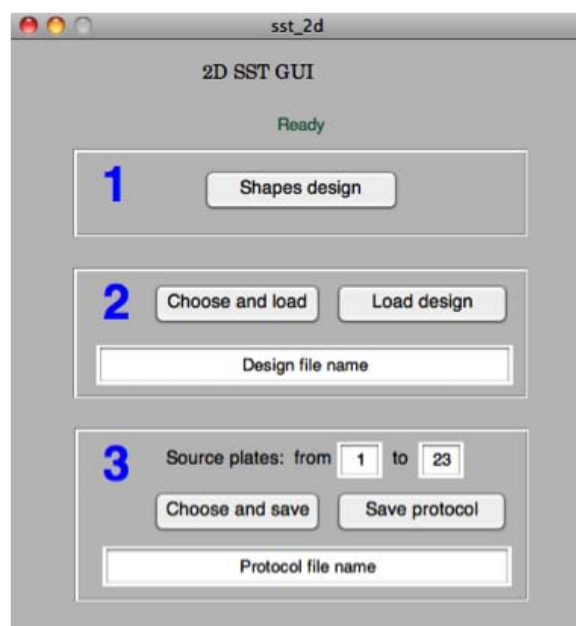 sst_2d
2D SST GUI
Ready
1
Shapes design
2
Choose and load Load design
Design file name
3
Source plates: from 1 to 23
Choose and save Save protocol
Protocol file name